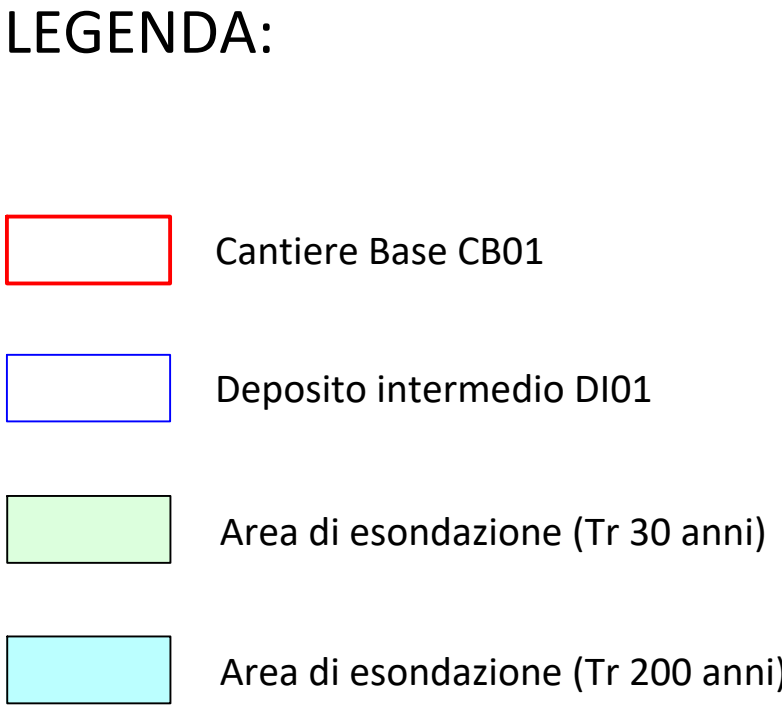 LEGENDA:
Cantiere Base CB01
Deposito intermedio DI01
Area di esondazione (Tr 30 anni)
Area di esondazione (Tr 200 anni)